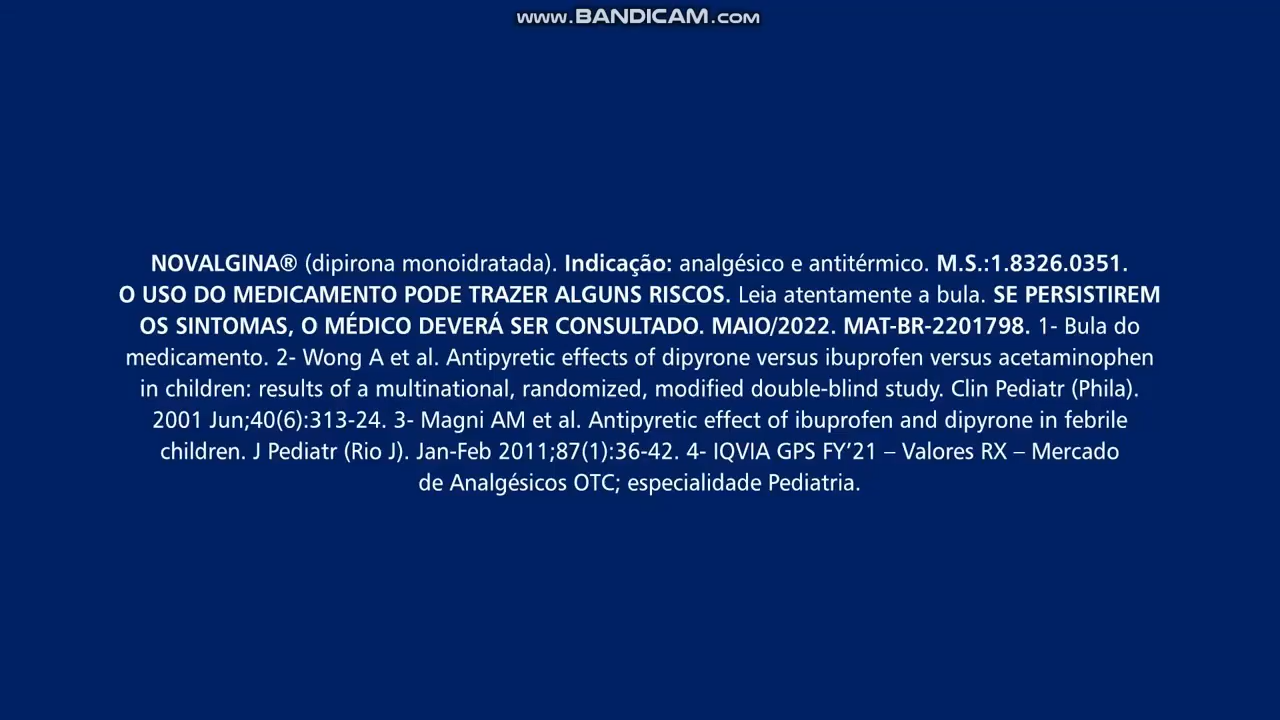 www.BANDICAM.com
NOVALGINA® (dipirona monoidratada). Indicação: analgésico e antitérmico. M.S.:1.8326.0351.
O USO DO MEDICAMENTO PODE TRAZER ALGUNS RISCOS. Leia atentamente a bula. SE PERSISTIREM
OS SINTOMAS, O MÉDICO DEVERÁ SER CONSULTADO. MAIO/2022. MAT-BR-2201798. 1- Bula do
medicamento. 2- Wong A et al. Antipyretic effects of dipyrone versus ibuprofen versus acetaminophen
in children: results of a multinational, randomized, modified double-blind study. Clin Pediatr (Phila).
2001 Jun;40(6):313-24. 3- Magni AM et al. Antipyretic effect of ibuprofen and dipyrone in febrile
children. J Pediatr (Rio J). Jan-Feb 2011;87(1):36-42. 4- IQVIA GPS FY’21 – Valores RX – Mercado
de Analgésicos OTC; especialidade Pediatria.